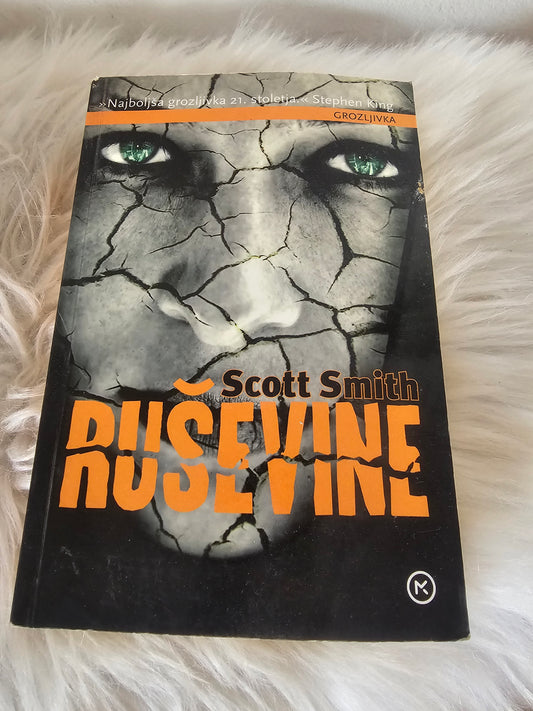 »Najboljša grozljivka 21. stoletja.« Stephen King
GROZLJIVKA
Scott Smith
RUŠEVINE